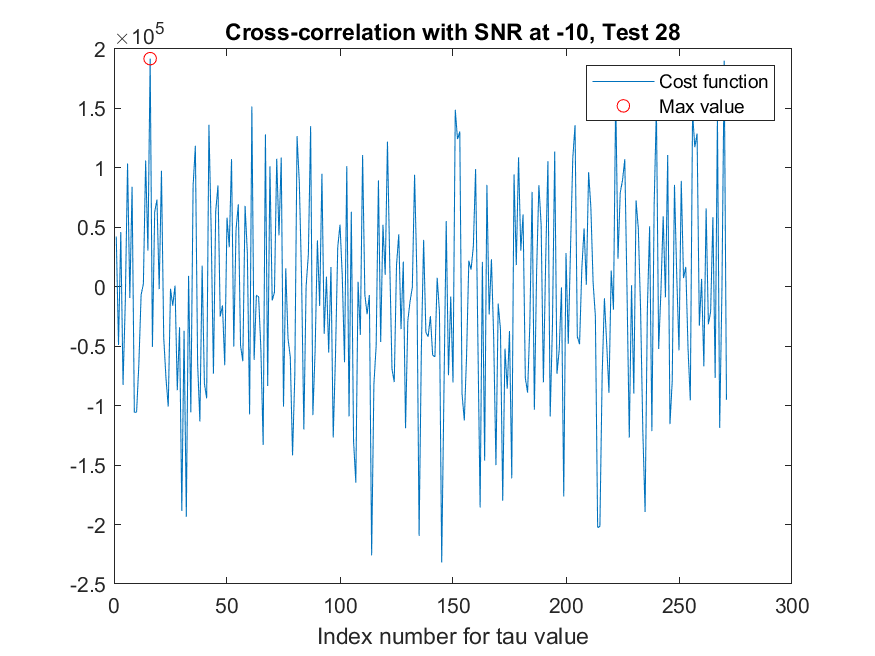 ×10^5
Cross-correlation with SNR at -10, Test 28
2
1.5
1
0.5
0
-0.5
-1
-1.5
-2
-2.5
Cost function
Max value
0 50 100 150 200 250 300
Index number for tau value